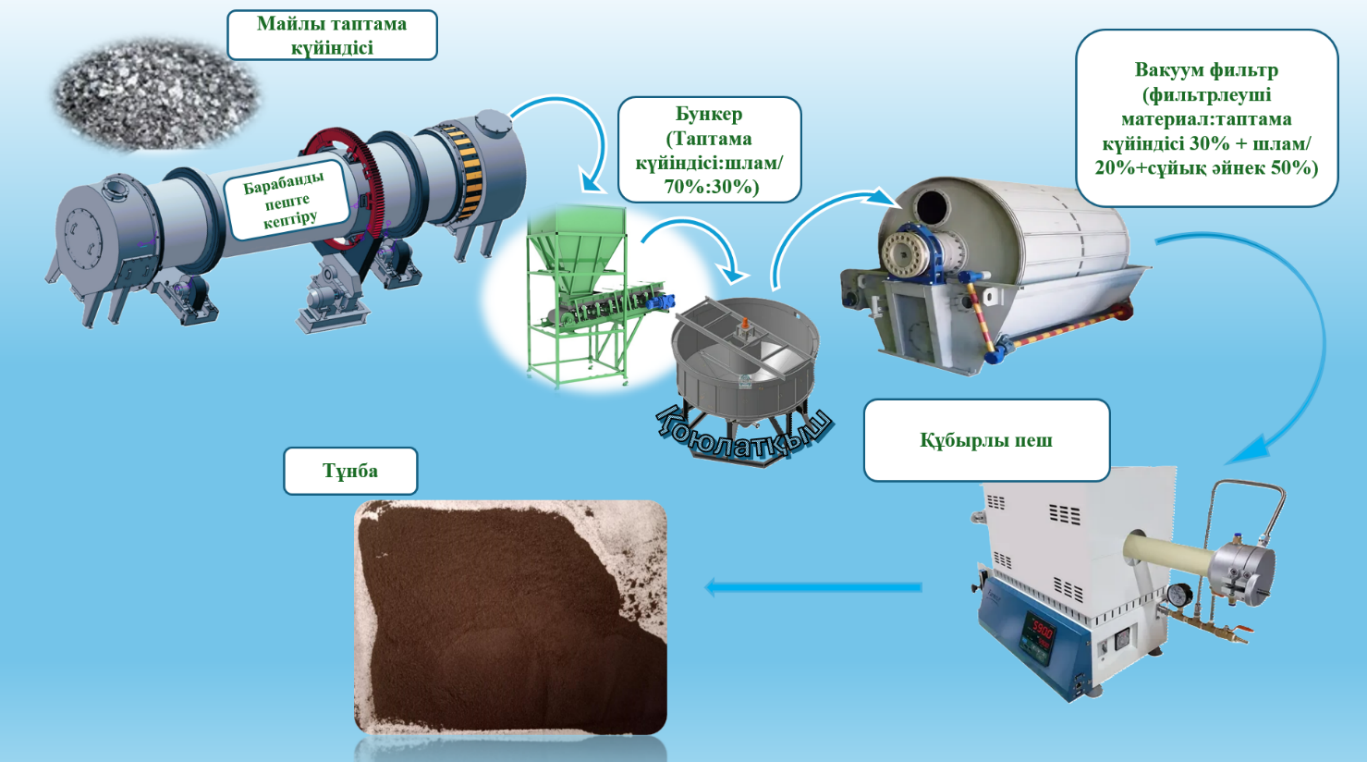 Майлы таптама
күйіндісі
Барабанды
пеште
кептіру
Бункер
(Таптама
күйіндісі:шлам/
70%:30%)
Қоюлатқыш
Вакуум фильтр
(фильтрлеуші
материал:таптама
күйіндісі 30% + шлам/
20%+сұйық әйнек 50%)
Құбырлы пеш
Тұнба